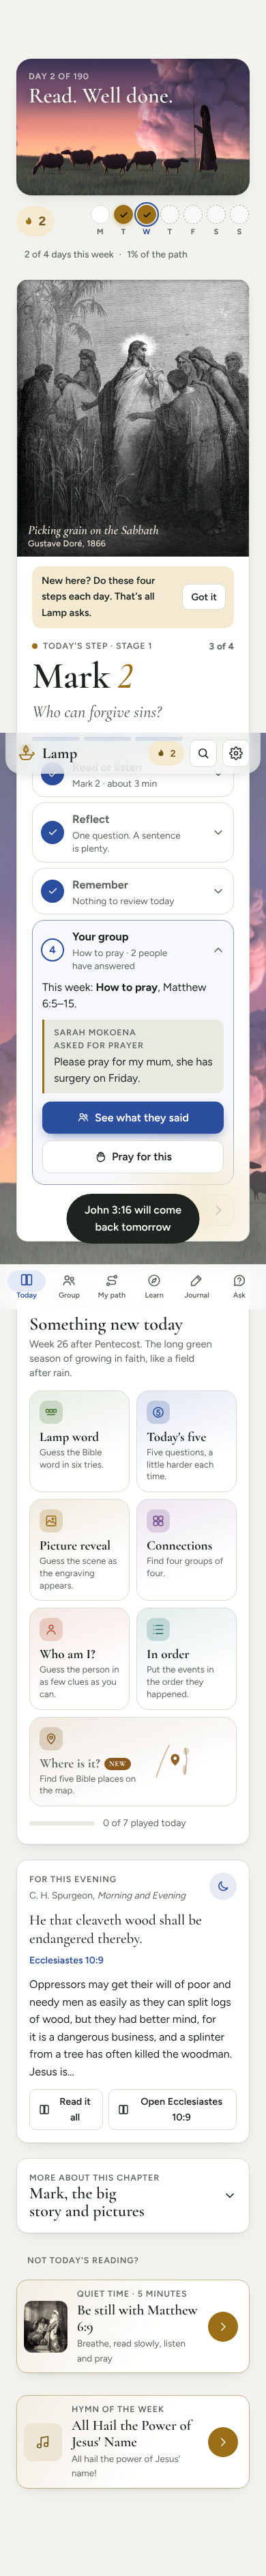 DAY 2 OF 190
Read. Well done.
2
M T W T F S S
2 of 4 days this week · 1% of the path
Picking grain on the Sabbath
Gustave Doré, 1866
New here? Do these four
steps each day. That's all
Lamp asks.
Got it
TODAY'S STEP · STAGE 1
3 of 4
Mark 2
Who can forgive sins?
Lamp
2
Read or listen
Mark 2 · about 3 min
Reflect
One question. A sentence
is plenty.
Remember
Nothing to review today
4
Your group
How to pray · 2 people
have answered
This week: How to pray, Matthew
6:5–15.
SARAH MOKOENA
ASKED FOR PRAYER
Please pray for my mum, she has
surgery on Friday.
See what they said
Pray for this
John 3:16 will come
back tomorrow
Today
Group
My path
Learn
Journal
Ask
Something new today
Week 26 after Pentecost. The long green
season of growing in faith, like a field
after rain.
Lamp word
Guess the Bible
word in six tries.
Today's five
Five questions, a
little harder each
time.
Picture reveal
Guess the scene as
the engraving
appears.
Connections
Find four groups of
four.
Who am I?
Guess the person in
as few clues as you
can.
In order
Put the events in
the order they
happened.
Where is it? NEW
Find five Bible places on
the map.
0 of 7 played today
FOR THIS EVENING
C. H. Spurgeon, Morning and Evening
He that cleaveth wood shall be
endangered thereby.
Ecclesiastes 10:9
Oppressors may get their will of poor and
needy men as easily as they can split logs
of wood, but they had better mind, for
it is a dangerous business, and a splinter
from a tree has often killed the woodman.
Jesus is…
Read it
all
Open Ecclesiastes
10:9
MORE ABOUT THIS CHAPTER
Mark, the big
story and pictures
NOT TODAY'S READING?
QUIET TIME · 5 MINUTES
Be still with Matthew
6:9
Breathe, read slowly, listen
and pray
HYMN OF THE WEEK
All Hail the Power of
Jesus' Name
All hail the power of Jesus'
name!